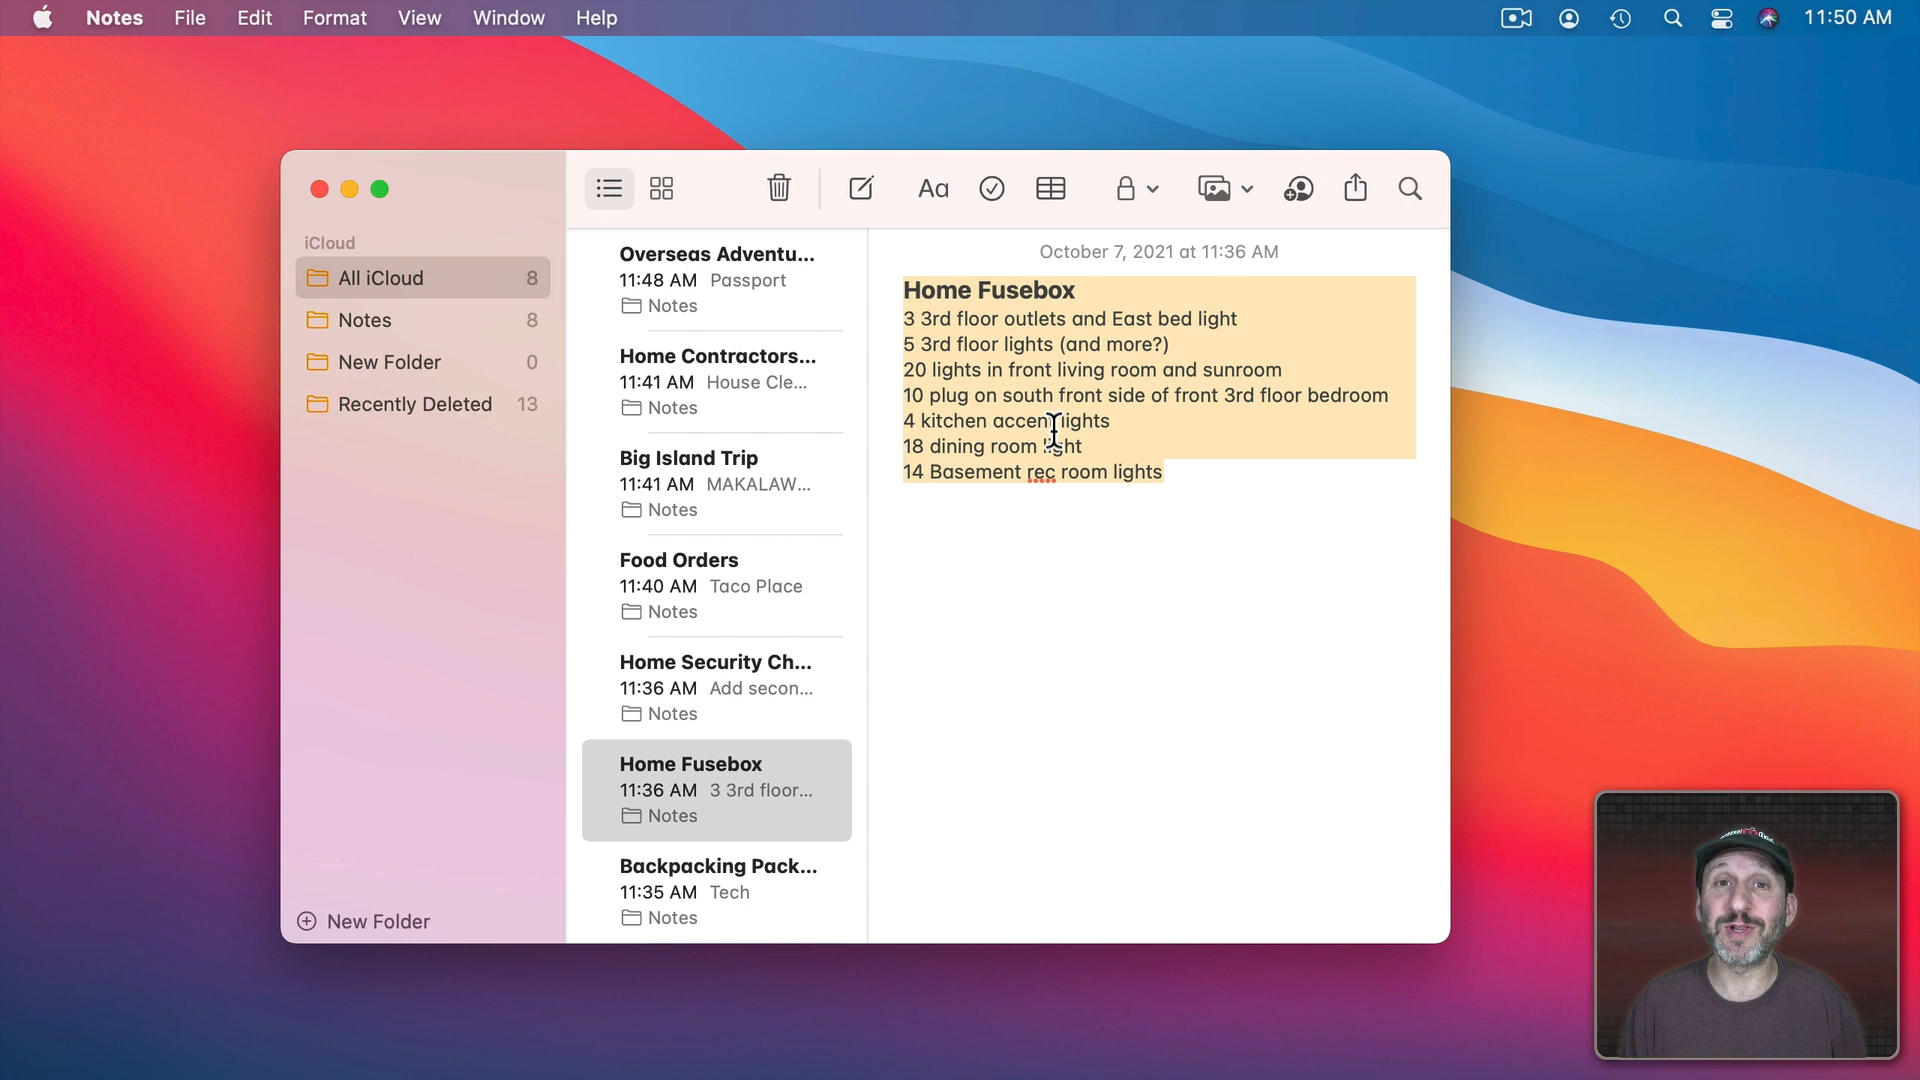 Notes File Edit Format View Window Help 11:50 AM
iCloud
All iCloud 8
Notes 8
New Folder 0
Recently Deleted 13
New Folder
Overseas Adventu...
11:48 AM Passport
Notes
Home Contractors...
11:41 AM House Cle...
Notes
Big Island Trip
11:41 AM MAKALAW...
Notes
Food Orders
11:40 AM Taco Place
Notes
Home Security Ch...
11:36 AM Add secon...
Notes
Home Fusebox
11:36 AM 3 3rd floor...
Notes
Backpacking Pack...
11:35 AM Tech
Notes
Aa
October 7, 2021 at 11:36 AM
Home Fusebox
3 3rd floor outlets and East bed light
5 3rd floor lights (and more?)
20 lights in front living room and sunroom
10 plug on south front side of front 3rd floor bedroom
4 kitchen accent lights
18 dining room light
14 Basement rec room lights